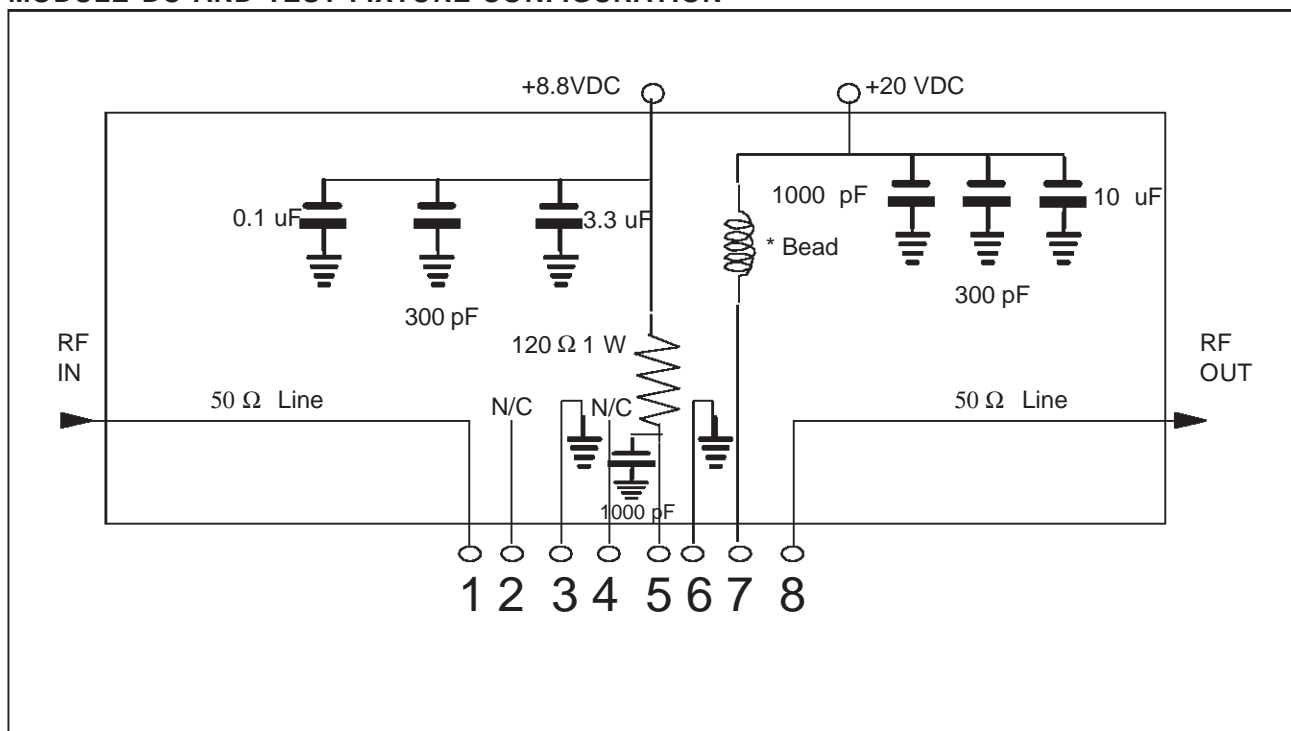 MODULE DC AND TEST FIXTURE CONFIGURATION
+8.8VDC
+20 VDC
0.1 uF
3.3 uF
1000 pF
10 uF
* Bead
300 pF
300 pF
120 Ω 1 W
RF
IN
RF
OUT
50 Ω Line
N/C
N/C
50 Ω Line
1000 pF
1 2 3 4 5 6 7 8